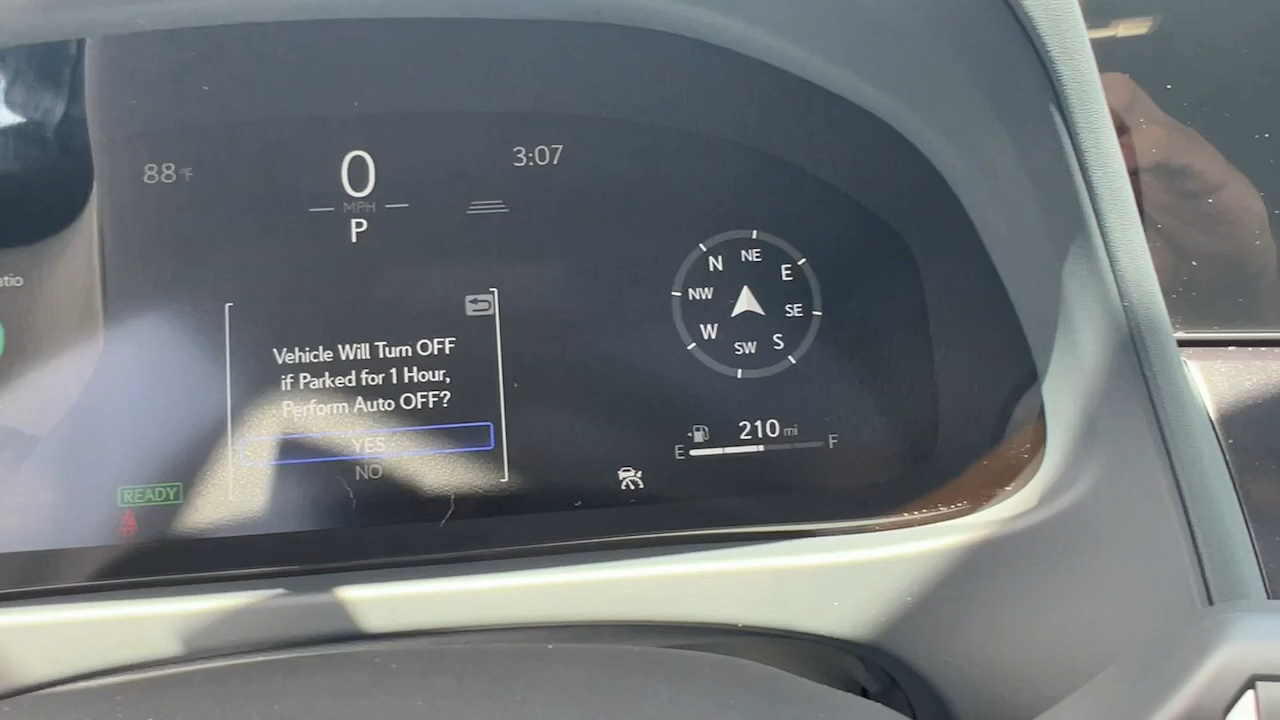 88°F
0
3:07
MPH
P
atio
N
NE
E
NW
SE
W
SW
S
Vehicle Will Turn OFF
if Parked for 1 Hour,
Perform Auto OFF?
YES
NO
210 mi
E
F
READY